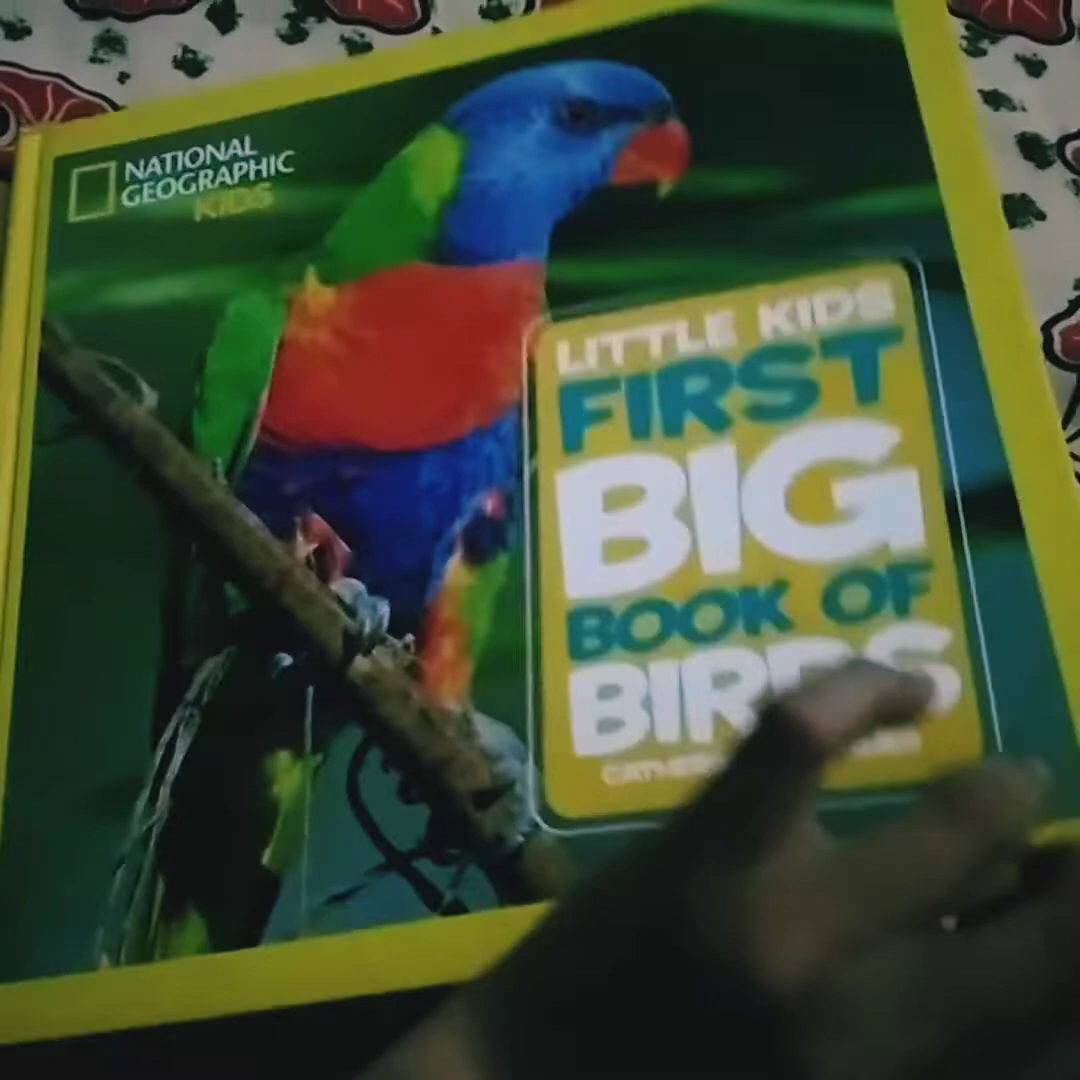 NATIONAL
GEOGRAPHIC
KIDS
LITTLE KIDS
FIRST
BIG
BOOK OF
BIRDS